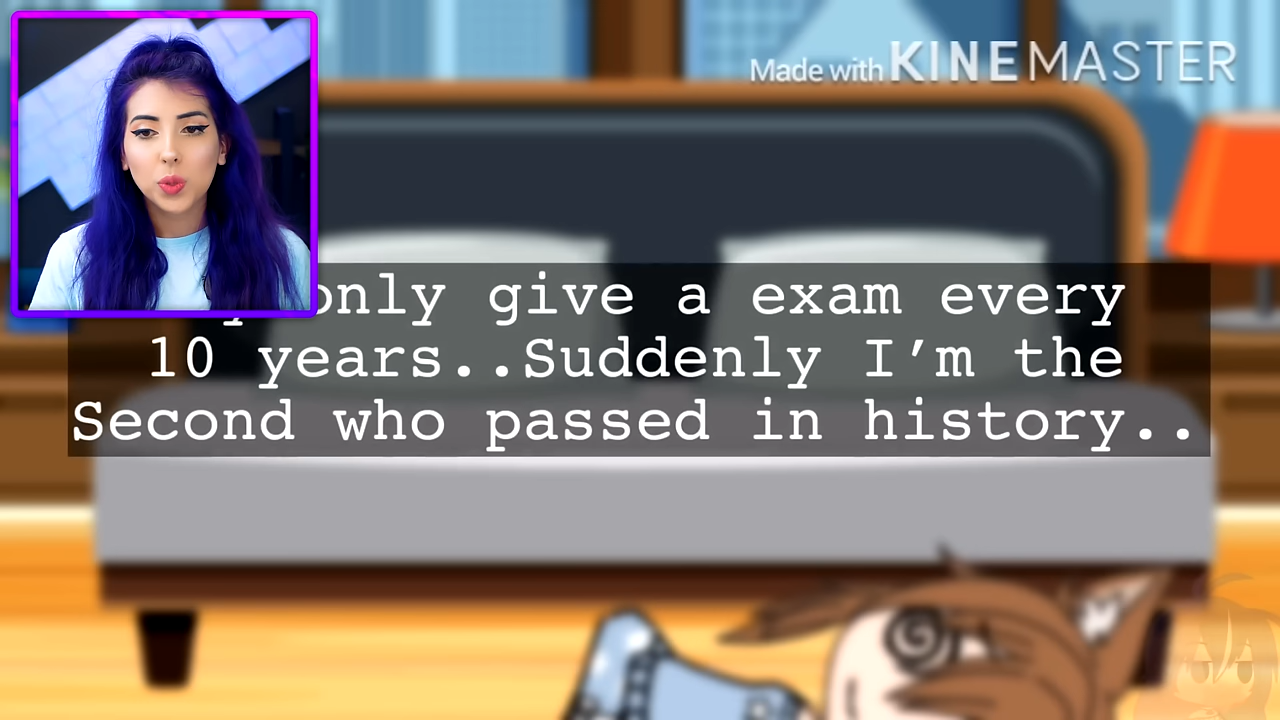 Made with KINEMASTER
only give a exam every
10 years..Suddenly I’m the
Second who passed in history..